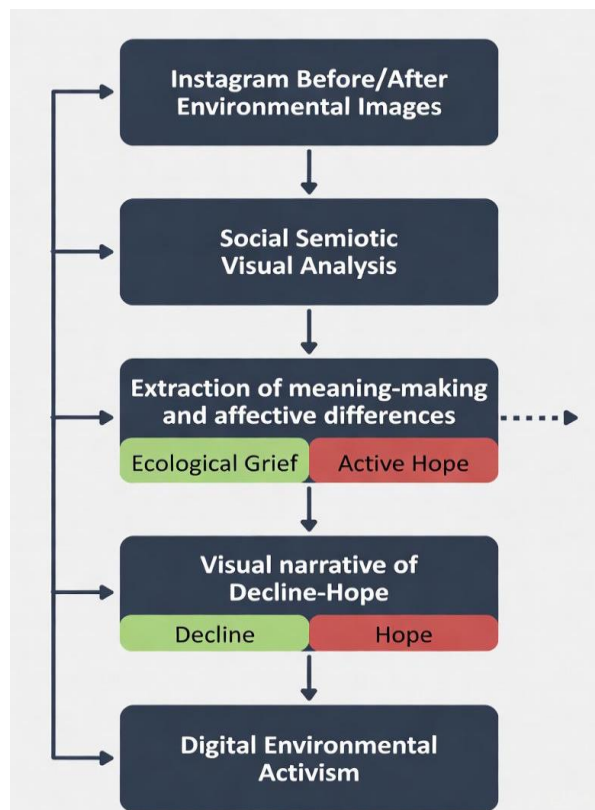 Instagram Before/After
Environmental Images
Social Semiotic
Visual Analysis
Extraction of meaning-making
and affective differences
Ecological Grief
Active Hope
Visual narrative of
Decline-Hope
Decline
Hope
Digital Environmental
Activism